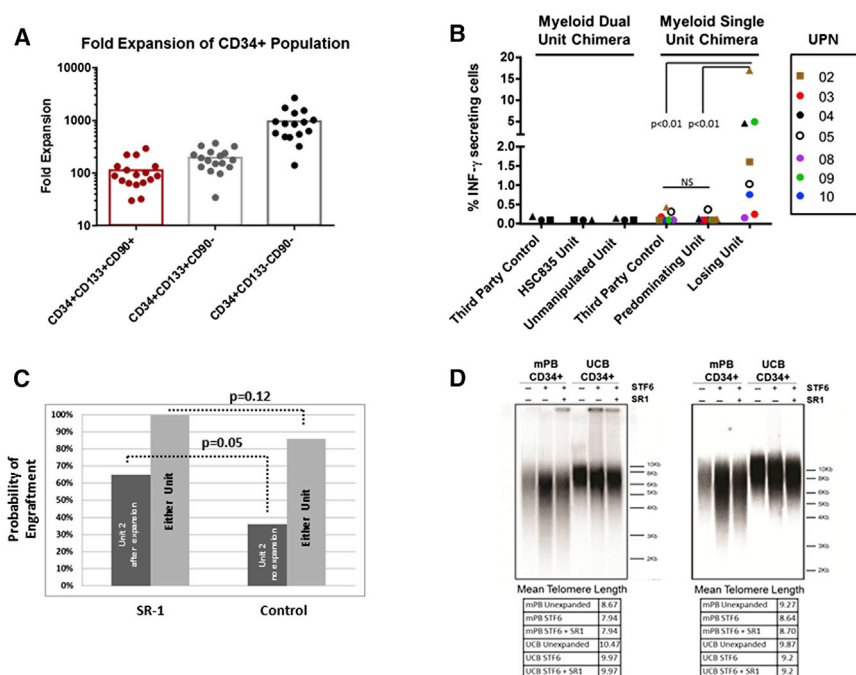 A
Fold Expansion of CD34+ Population
Fold Expansion
10000
1000
100
10
CD34+CD133+CD90+
CD34+CD133+CD90-
CD34+CD133-CD90-
B
Myeloid Dual
Unit Chimera
Myeloid Single
Unit Chimera
% INF-γ secreting cells
20
15
10
5
2.0
1.5
1.0
0.5
0.0
p<0.01
p<0.01
NS
Third Party Control
HSC835 Unit
Unmanipulated Unit
Third Party Control
Predominating Unit
Losing Unit
UPN
02
03
04
05
08
09
10
C
Probability of
Engraftment
100%
90%
80%
70%
60%
50%
40%
30%
20%
10%
0%
p=0.12
p=0.05
Unit 2
after expansion
Either Unit
Unit 2
no expansion
Either Unit
SR-1
Control
D
mPB UCB
CD34+ CD34+
– + + – + + STF6
– – + – – + SR1
10Kb
8Kb
6Kb
5Kb
4Kb
3Kb
2Kb
Mean Telomere Length
mPB Unexpanded 8.67
mPB STF6 7.94
mPB STF6 + SR1 7.94
UCB Unexpanded 10.47
UCB STF6 9.97
UCB STF6 + SR1 9.97
mPB UCB
CD34+ CD34+
– + + – + + STF6
– – + – – + SR1
10Kb
8Kb
6Kb
5Kb
4Kb
3Kb
2Kb
Mean Telomere Length
mPB Unexpanded 9.27
mPB STF6 8.64
mPB STF6 + SR1 8.70
UCB Unexpanded 9.87
UCB STF6 9.2
UCB STF6 + SR1 9.2